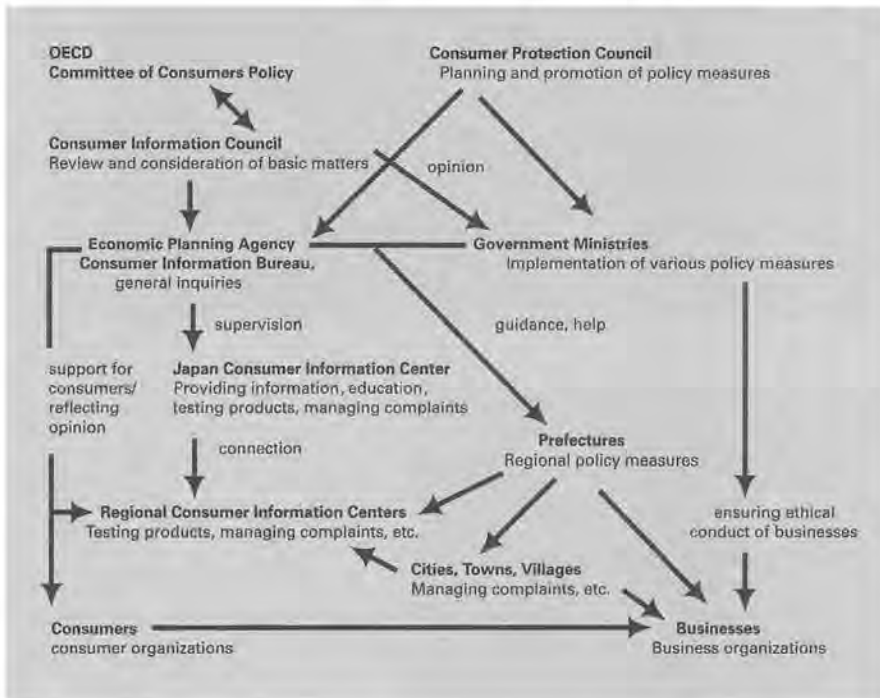 OECD
Committee of Consumers Policy
Consumer Protection Council
Planning and promotion of policy measures
Consumer Information Council
Review and consideration of basic matters
opinion
Economic Planning Agency
Consumer Information Bureau,
general inquiries
Government Ministries
Implementation of various policy measures
supervision
guidance, help
support for
consumers/
reflecting
opinion
Japan Consumer Information Center
Providing information, education,
testing products, managing complaints
connection
Prefectures
Regional policy measures
Regional Consumer Information Centers
Testing products, managing complaints, etc.
ensuring ethical
conduct of businesses
Cities, Towns, Villages
Managing complaints, etc.
Consumers
consumer organizations
Businesses
Business organizations